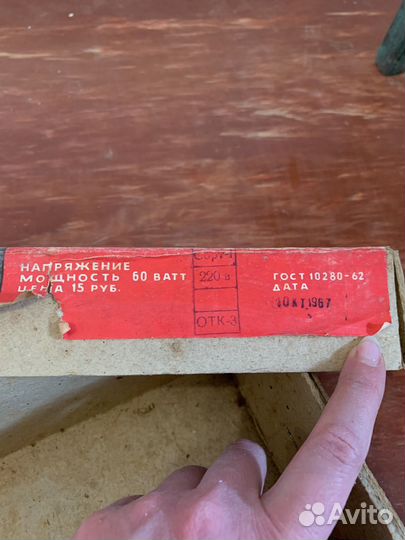 НАПРЯЖЕНИЕ
МОЩНОСТЬ 60 ВАТТ
ЦЕНА 15 РУБ.
220 в
ОТК-3
ГОСТ 10280-62
ДАТА
1967
Avito